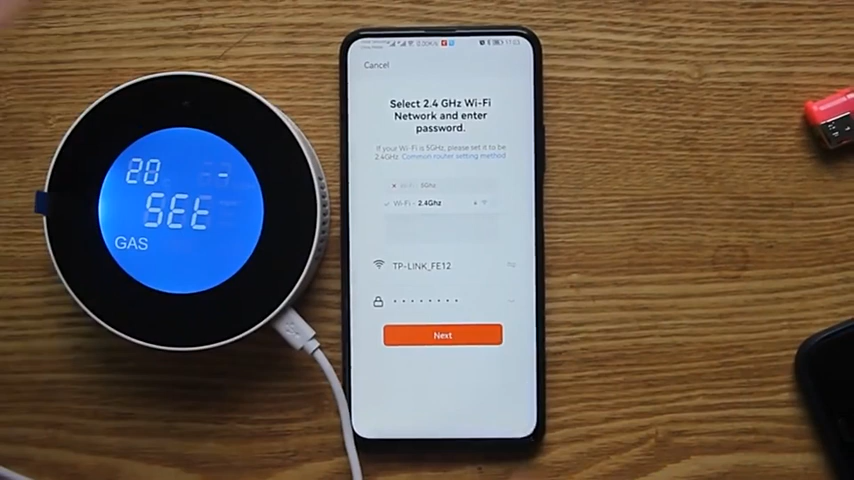 20 -
SEt
GAS
Cancel
Select 2.4 GHz Wi-Fi
Network and enter
password.
If your Wi-Fi is 5GHz, please set it to be
2.4GHz. Common router setting method
Wi-Fi - 5Ghz
Wi-Fi - 2.4Ghz
TP-LINK_FE12
Next